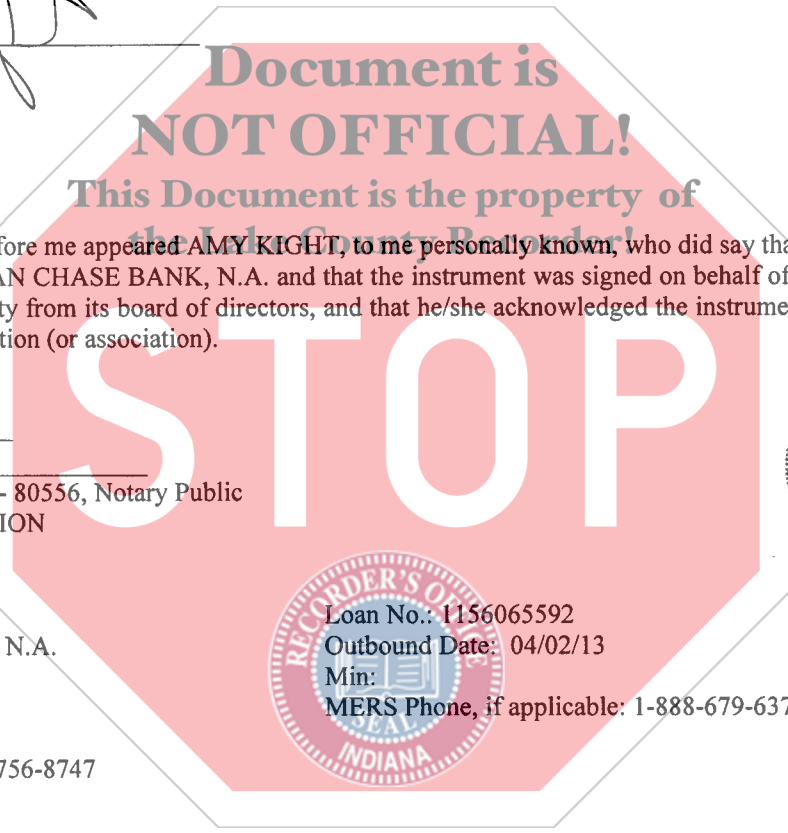 Document is
NOT OFFICIAL!
This Document is the property of
the Lake County Recorder!
fore me appeared AMY KIGHT, to me personally known, who did say tha
AN CHASE BANK, N.A. and that the instrument was signed on behalf of
ty from its board of directors, and that he/she acknowledged the instrume
tion (or association).
STOP
- 80556, Notary Public
ION
RECORDER'S OFFICE
SEAL
INDIANA
Loan No.: 1156065592
Outbound Date: 04/02/13
Min:
MERS Phone, if applicable: 1-888-679-637
N.A.
756-8747